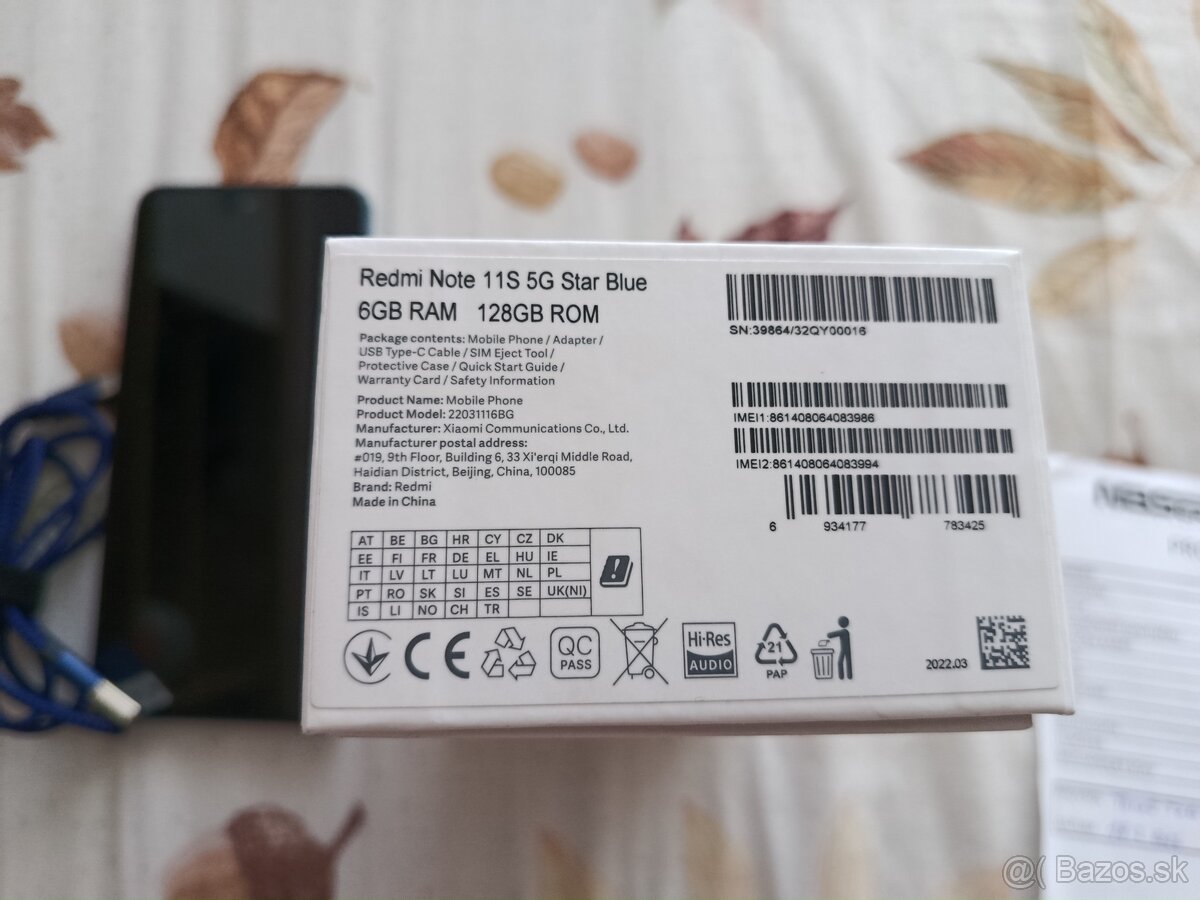 Redmi Note 11S 5G Star Blue
6GB RAM 128GB ROM
Package contents: Mobile Phone / Adapter /
USB Type-C Cable / SIM Eject Tool /
Protective Case / Quick Start Guide /
Warranty Card / Safety Information
Product Name: Mobile Phone
Product Model: 22031116BG
Manufacturer: Xiaomi Communications Co., Ltd.
Manufacturer postal address:
#019, 9th Floor, Building 6, 33 Xi'erqi Middle Road,
Haidian District, Beijing, China, 100085
Brand: Redmi
Made in China
SN:39864/32QY00016
IMEI1:861408064083986
IMEI2:861408064083994
6 934177 783425
AT BE BG HR CY CZ DK
EE FI FR DE EL HU IE
IT LV LT LU MT NL PL
PT RO SK SI ES SE UK(NI)
IS LI NO CH TR
CE
QC
PASS
Hi-Res
AUDIO
21
PAP
2022.03
@( Bazos.sk